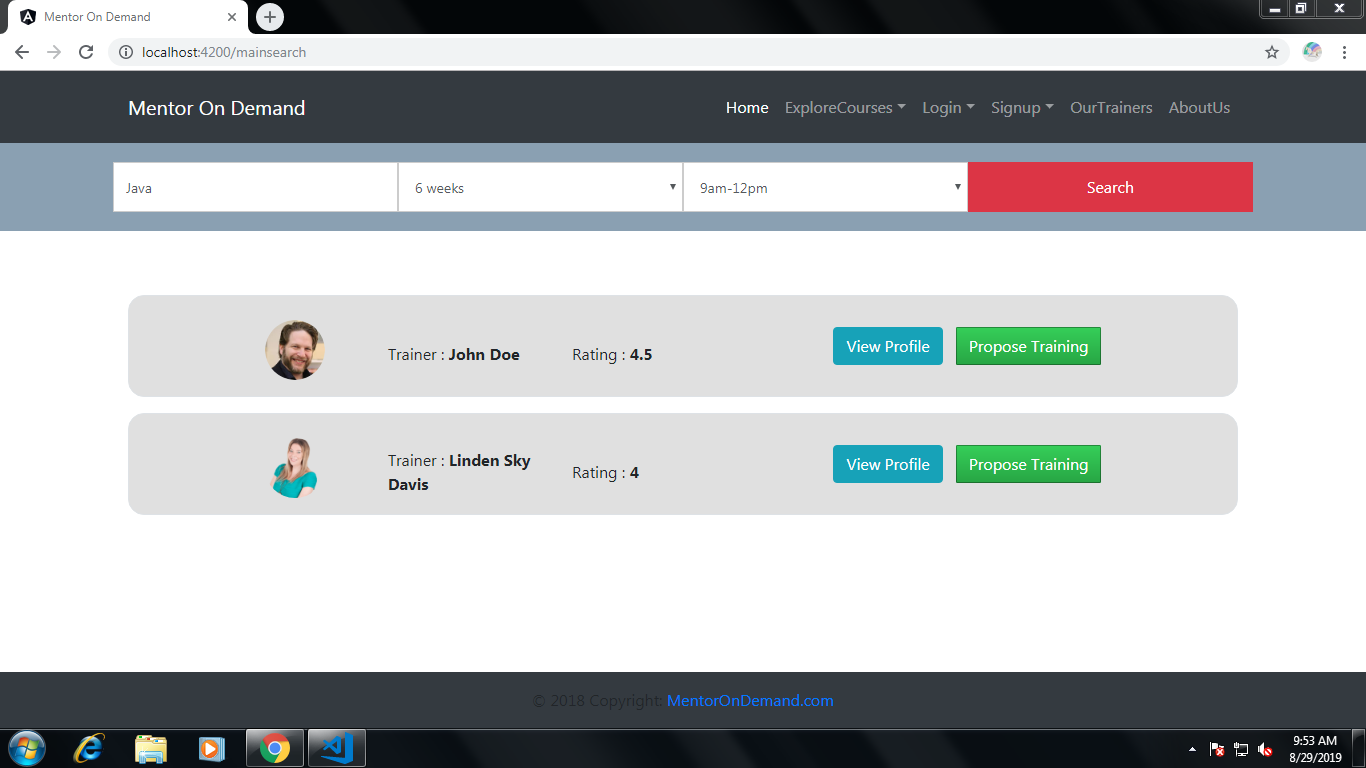 Mentor On Demand
localhost:4200/mainsearch
Mentor On Demand
Home ExploreCourses Login Signup OurTrainers AboutUs
Java 6 weeks 9am-12pm Search
Trainer : John Doe Rating : 4.5 View Profile Propose Training
Trainer : Linden Sky
Davis
Rating : 4 View Profile Propose Training
© 2018 Copyright: MentorOnDemand.com
9:53 AM
8/29/2019